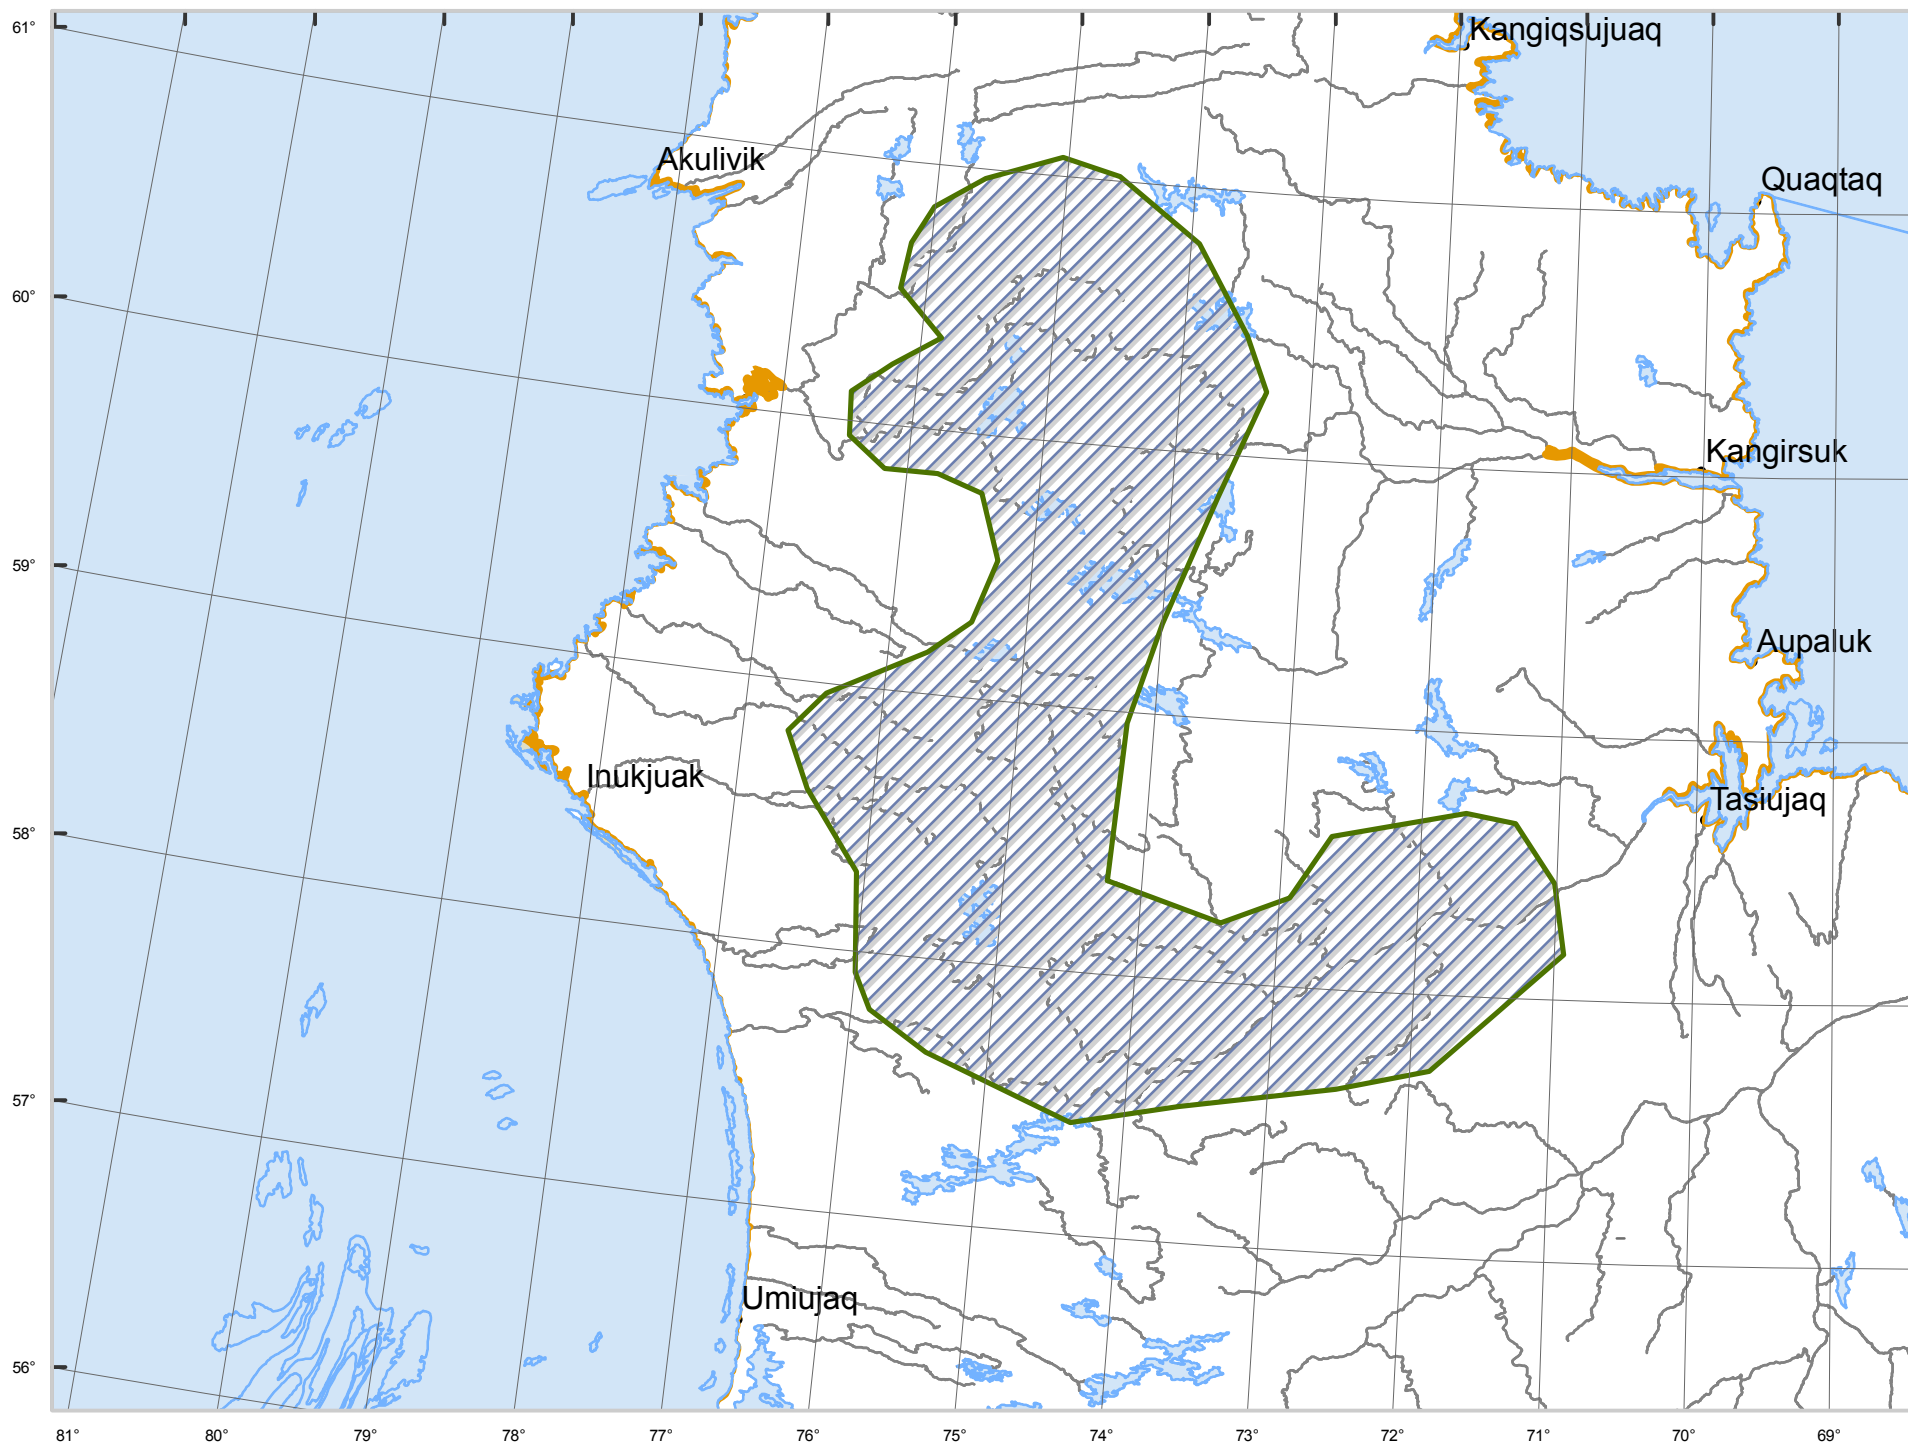 61°
Kangiqsujuaq
Akulivik
Quaqtaq
60°
Kangirsuk
59°
Aupaluk
Inukjuak
Tasiujaq
58°
57°
Umiujaq
56°
81° 80° 79° 78° 77° 76° 75° 74° 73° 72° 71° 70° 69°